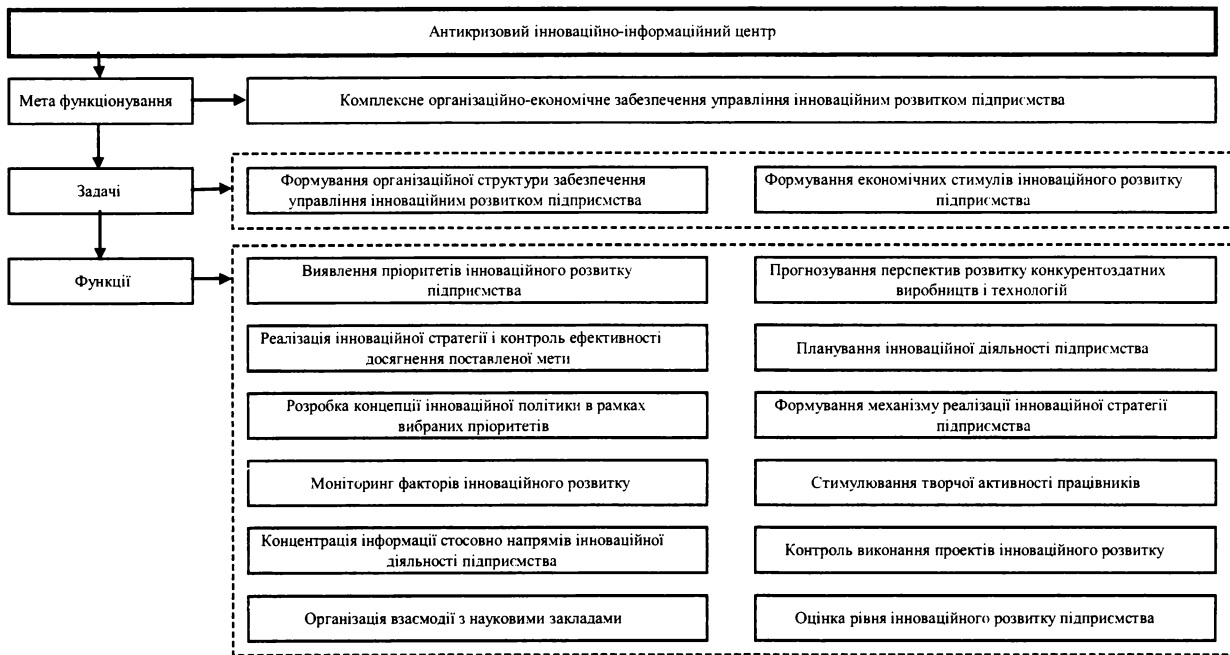 Антикризовий інноваційно-інформаційний центр
Мета функціонування
Комплексне організаційно-економічне забезпечення управління інноваційним розвитком підприємства
Задачі
Формування організаційної структури забезпечення
управління інноваційним розвитком підприємства
Формування економічних стимулів інноваційного розвитку
підприємства
Функції
Виявлення пріоритетів інноваційного розвитку
підприємства
Прогнозування перспектив розвитку конкурентоздатних
виробництв і технологій
Реалізація інноваційної стратегії і контроль ефективності
досягнення поставленої мети
Планування інноваційної діяльності підприємства
Розробка концепції інноваційної політики в рамках
вибраних пріоритетів
Формування механізму реалізації інноваційної стратегії
підприємства
Моніторинг факторів інноваційного розвитку
Стимулювання творчої активності працівників
Концентрація інформації стосовно напрямів інноваційної
діяльності підприємства
Контроль виконання проектів інноваційного розвитку
Організація взаємодії з науковими закладами
Оцінка рівня інноваційного розвитку підприємства